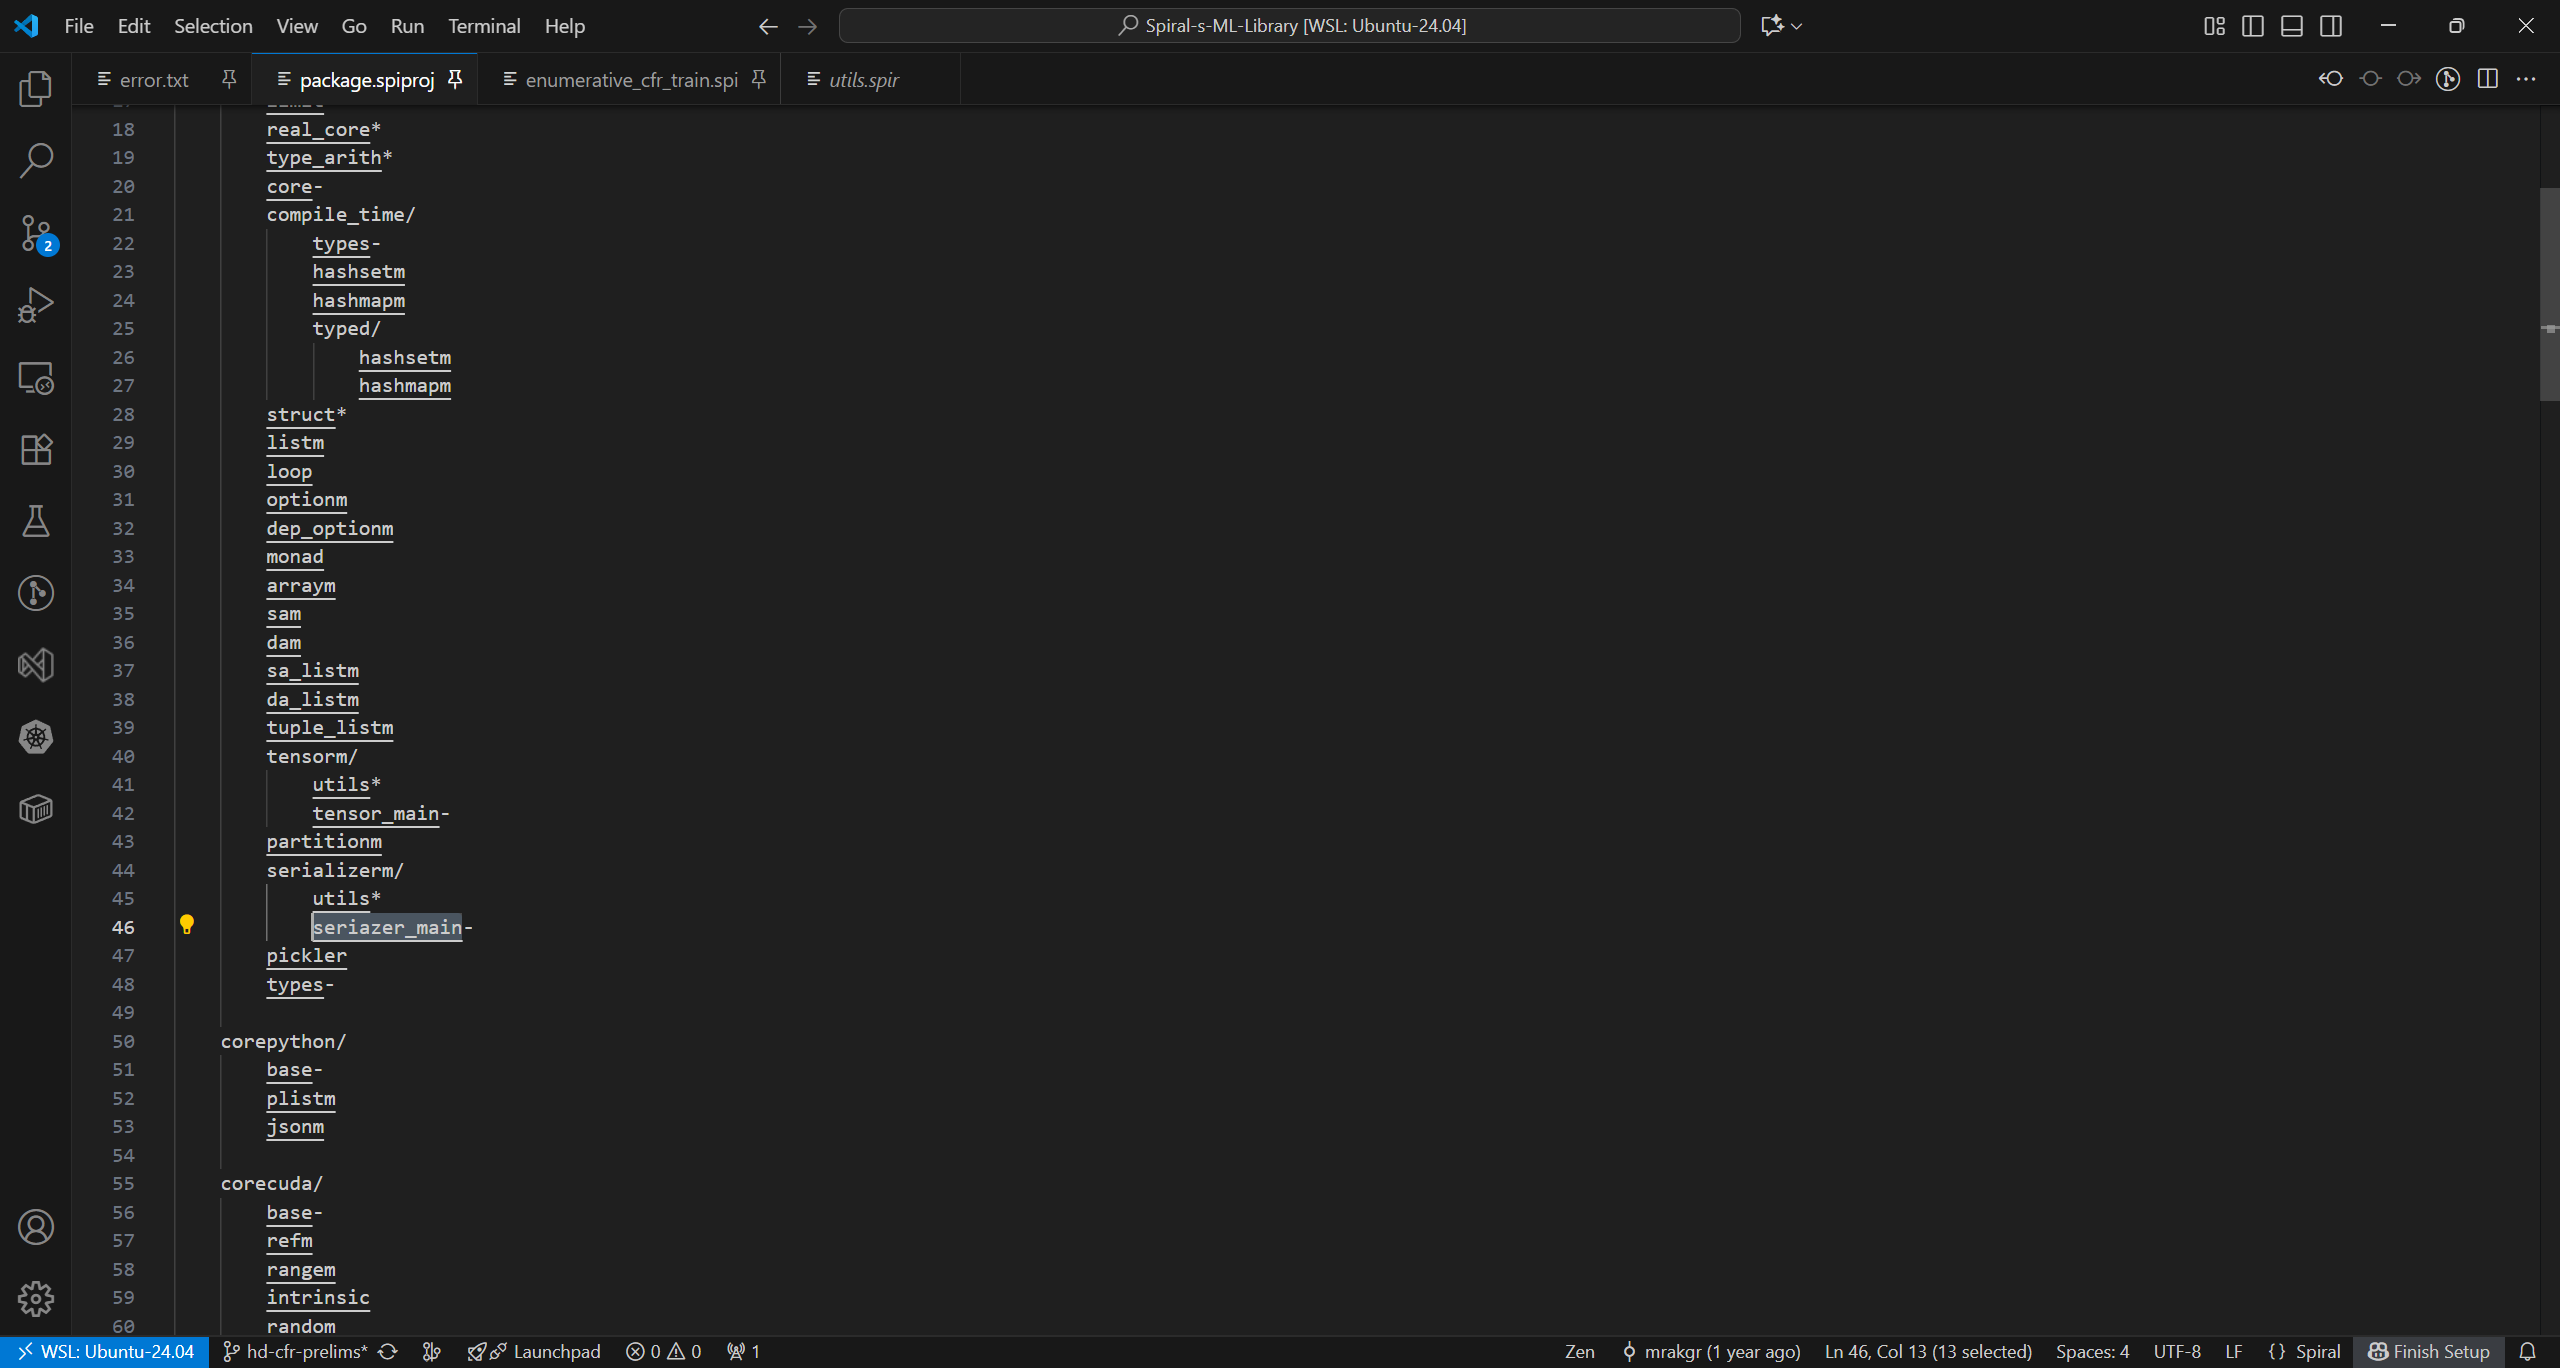 File Edit Selection View Go Run Terminal Help
Spiral-s-ML-Library [WSL: Ubuntu-24.04]
error.txt package.spiproj enumerative_cfr_train.spi utils.spir
18 real_core*
19 type_arith*
20 core-
21 compile_time/
22 types-
23 hashsetm
24 hashmapm
25 typed/
26 hashsetm
27 hashmapm
28 struct*
29 listm
30 loop
31 optionm
32 dep_optionm
33 monad
34 arraym
35 sam
36 dam
37 sa_listm
38 da_listm
39 tuple_listm
40 tensorm/
41 utils*
42 tensor_main-
43 partitionm
44 serializerm/
45 utils*
46 seriazer_main-
47 pickler
48 types-
49
50 corepython/
51 base-
52 plistm
53 jsonm
54
55 corecuda/
56 base-
57 refm
58 rangem
59 intrinsic
60 random
2
WSL: Ubuntu-24.04 hd-cfr-prelims* Launchpad 0 0 1 Zen mrakgr (1 year ago) Ln 46, Col 13 (13 selected) Spaces: 4 UTF-8 LF {} Spiral Finish Setup